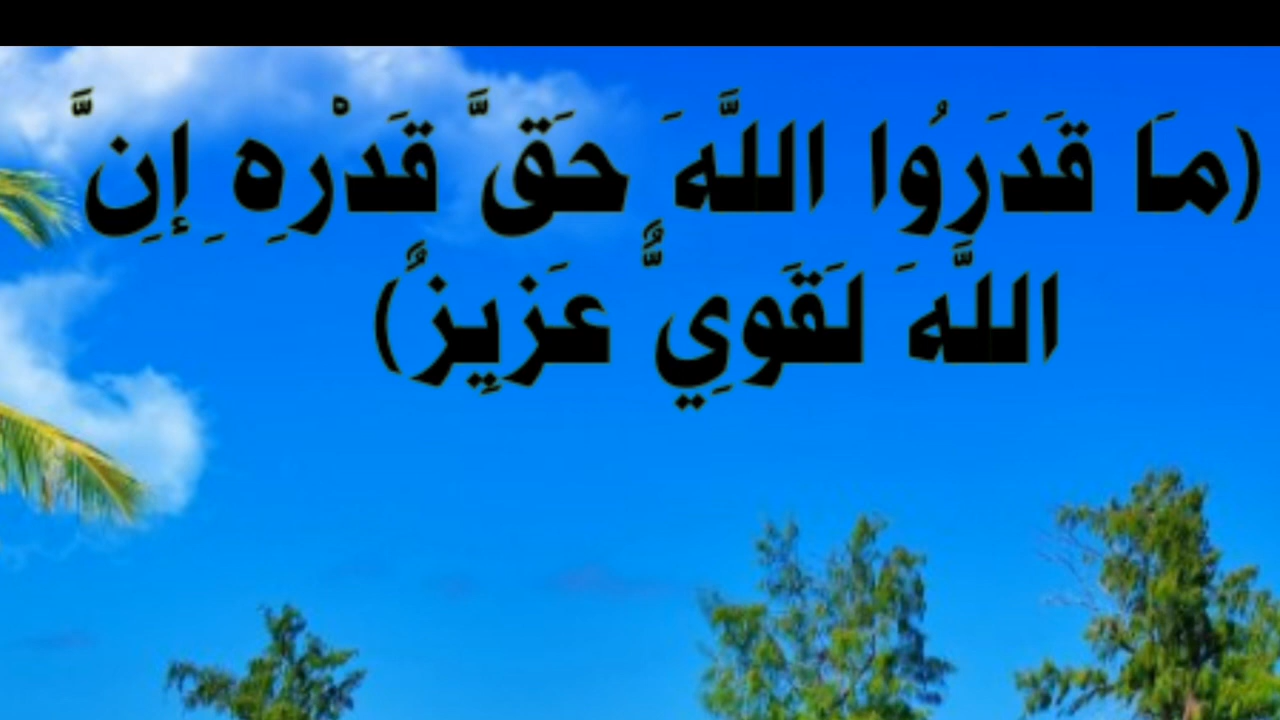 (مَا قَدَرُوا اللَّهَ حَقَّ قَدْرِهِ إِنَّ
اللَّهَ لَقَوِيٌّ عَزِيزٌ)